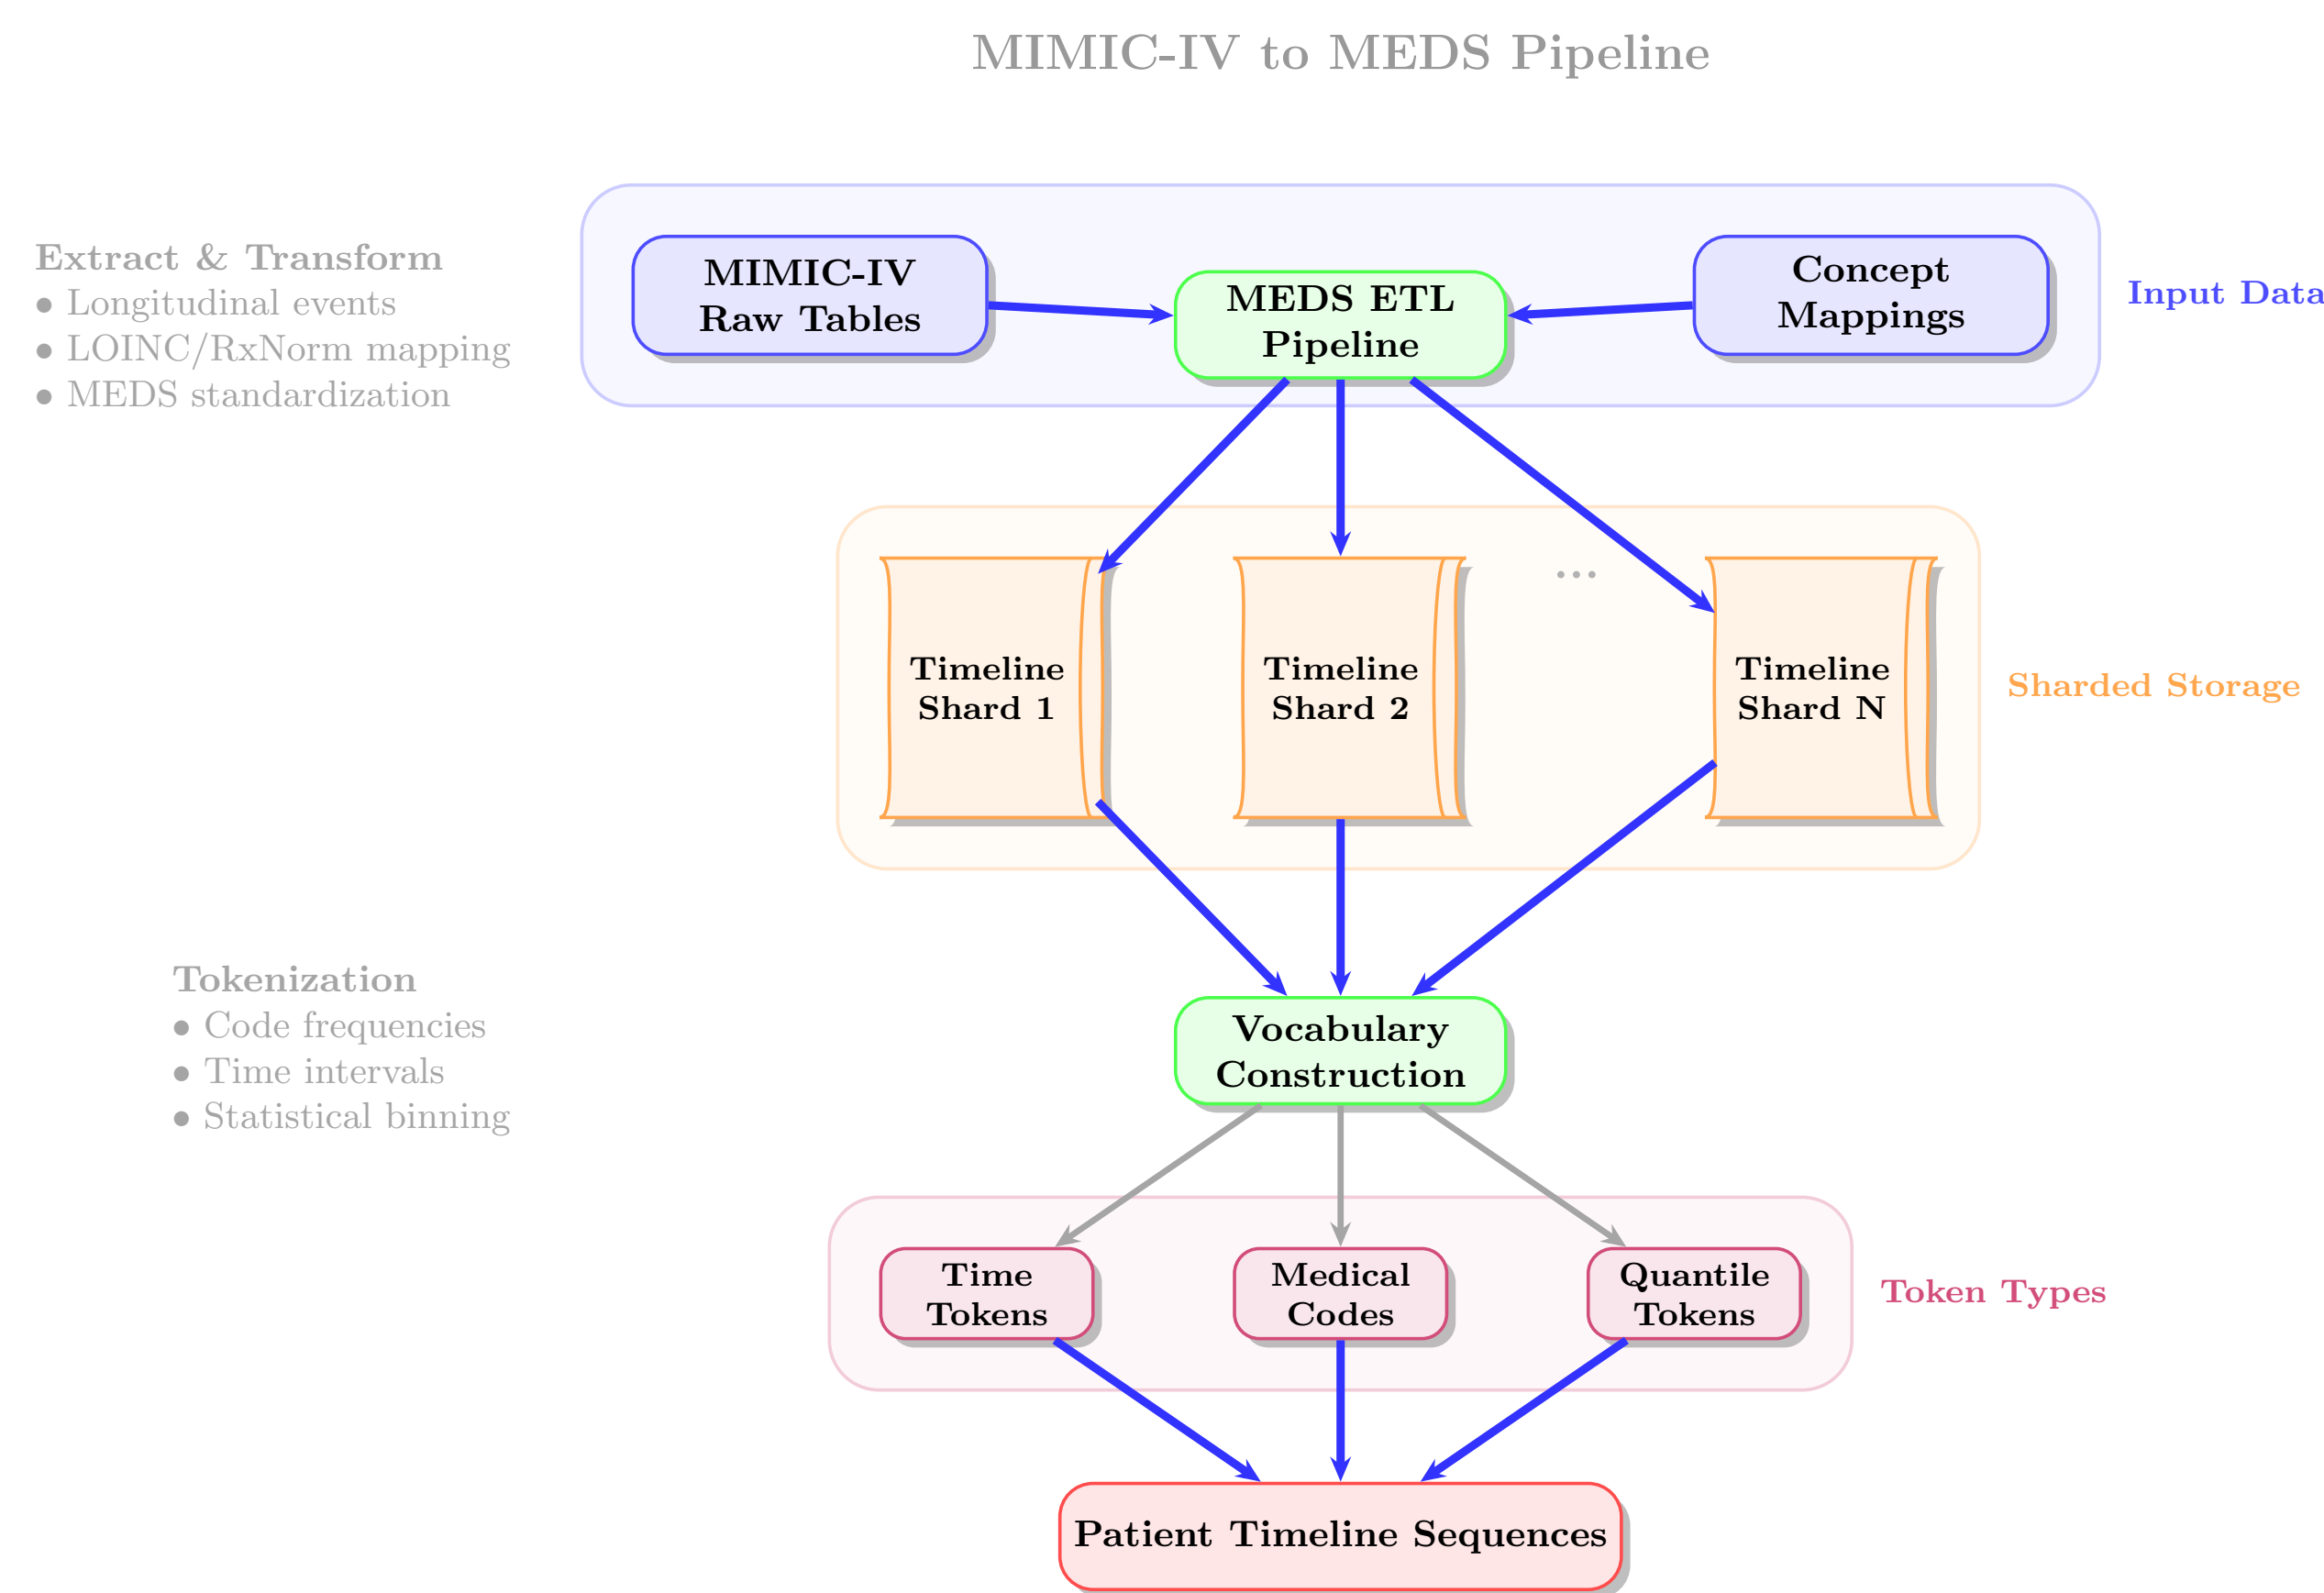 MIMIC-IV to MEDS Pipeline
Extract & Transform
• Longitudinal events
• LOINC/RxNorm mapping
• MEDS standardization
MIMIC-IV
Raw Tables
MEDS ETL
Pipeline
Concept
Mappings
Input Data
Timeline
Shard 1
Timeline
Shard 2
...
Timeline
Shard N
Sharded Storage
Tokenization
• Code frequencies
• Time intervals
• Statistical binning
Vocabulary
Construction
Time
Tokens
Medical
Codes
Quantile
Tokens
Token Types
Patient Timeline Sequences